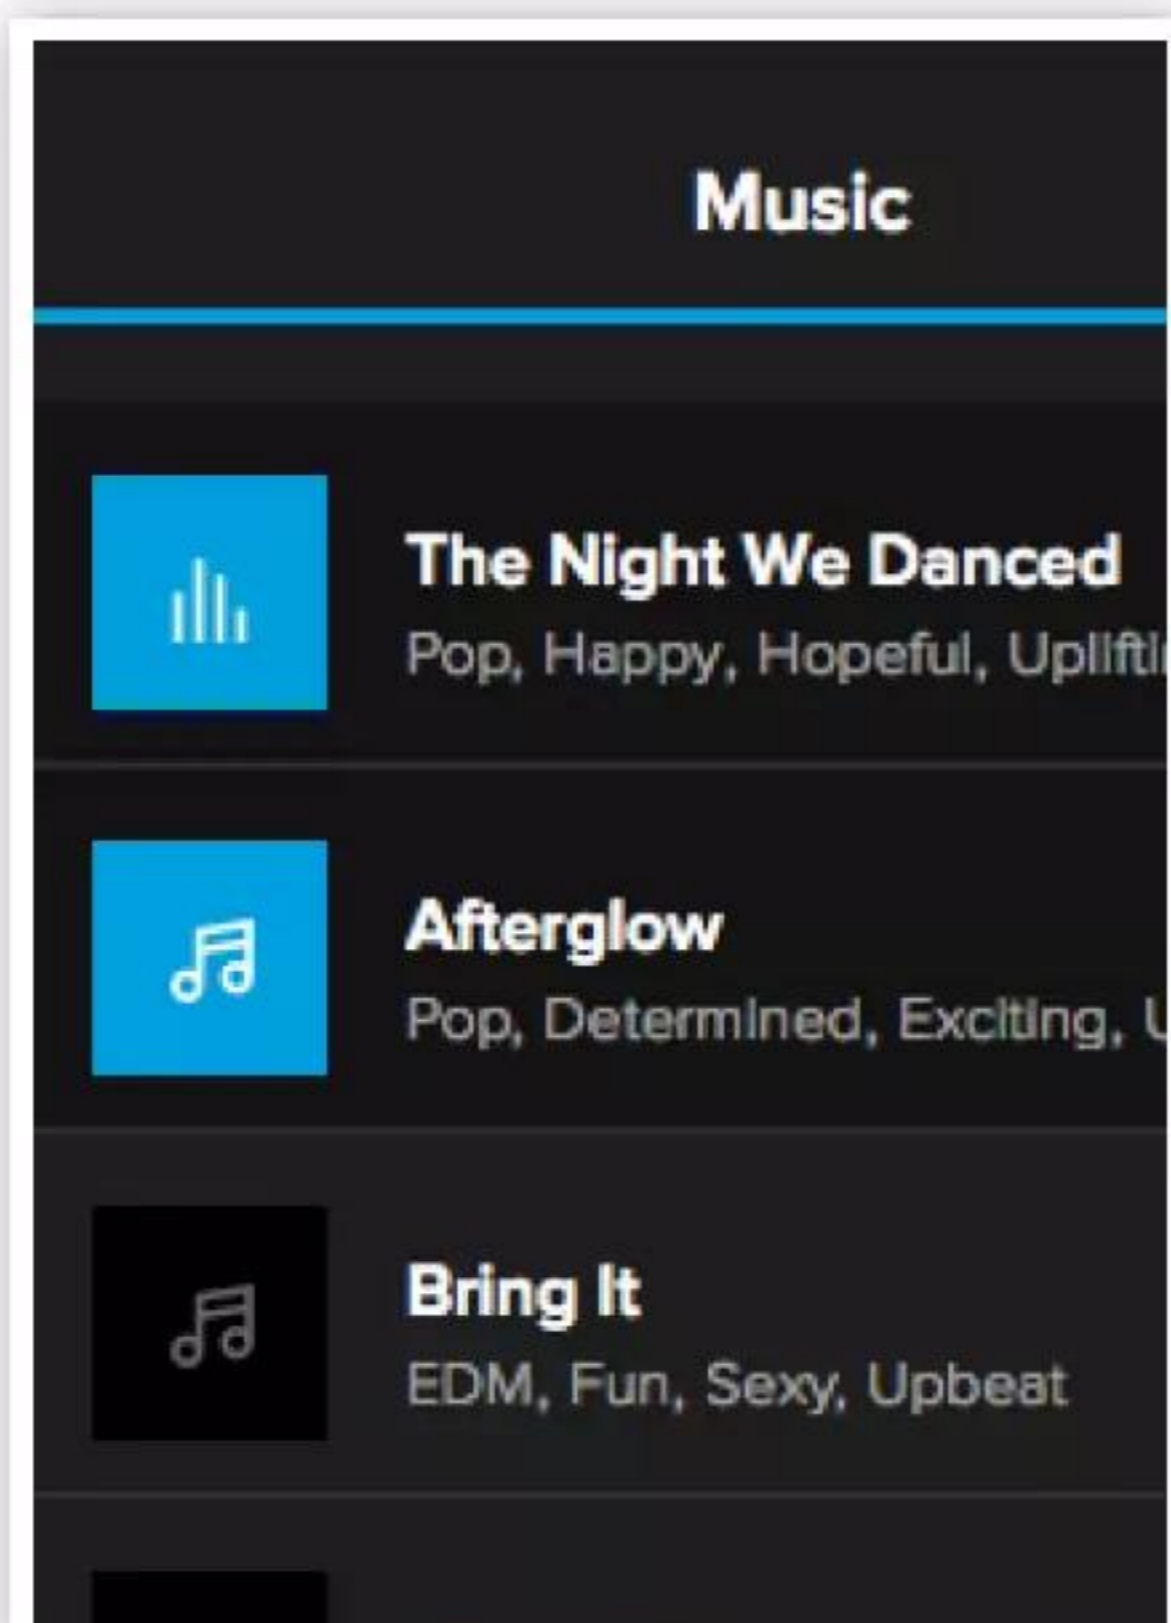 Music
The Night We Danced
Pop, Happy, Hopeful,
Afterglow
Pop, Determined, Exciting,
Bring It
EDM, Fun, Sexy, Upbeat